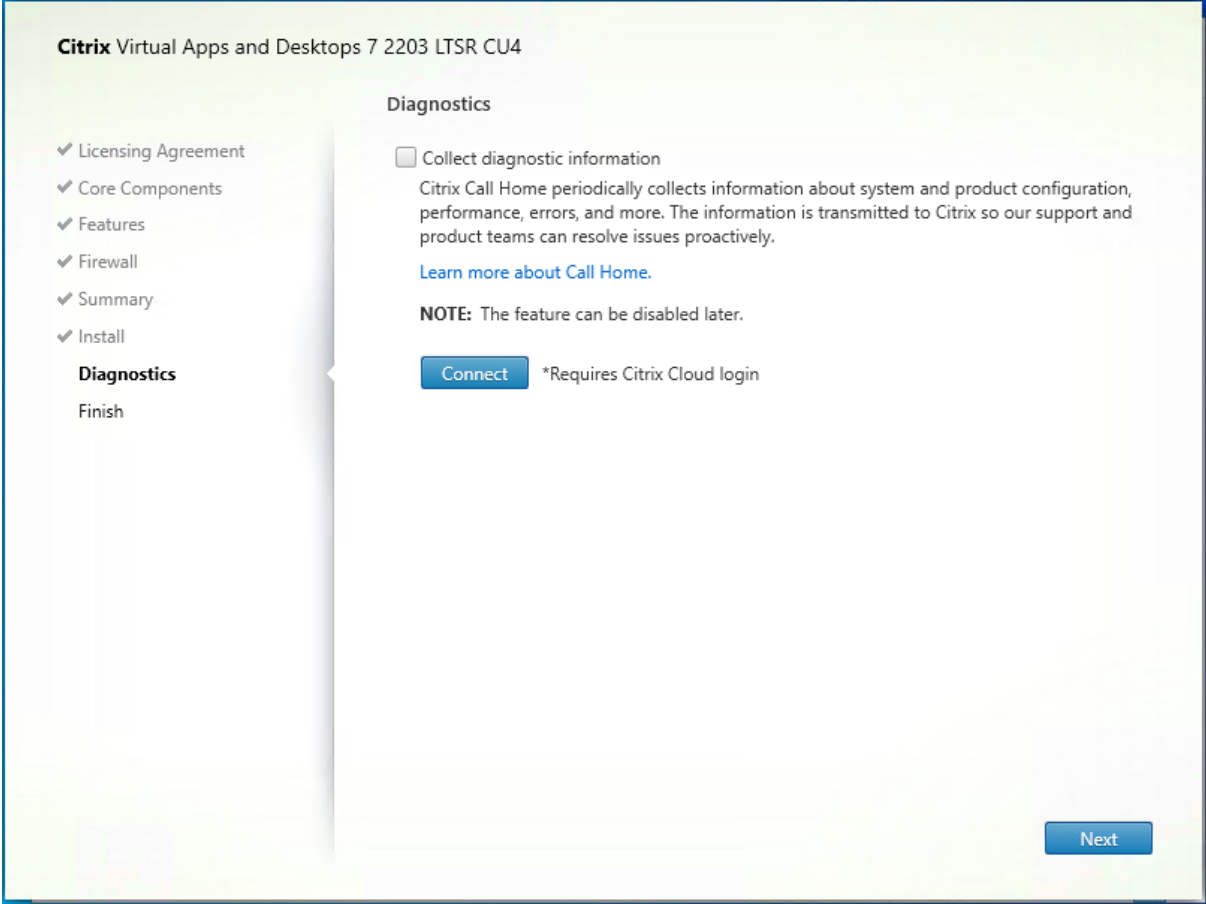 Citrix Virtual Apps and Desktops 7 2203 LTSR CU4
Licensing Agreement
Core Components
Features
Firewall
Summary
Install
Diagnostics
Finish
Diagnostics
Collect diagnostic information
Citrix Call Home periodically collects information about system and product configuration,
performance, errors, and more. The information is transmitted to Citrix so our support and
product teams can resolve issues proactively.
Learn more about Call Home.
NOTE: The feature can be disabled later.
Connect *Requires Citrix Cloud login
Next